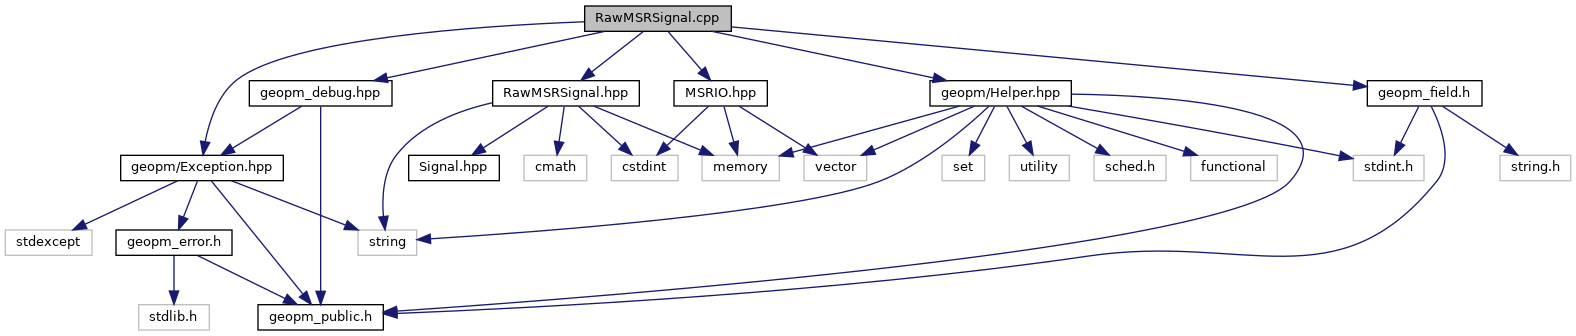 RawMSRSignal.cpp
geopm_debug.hpp
RawMSRSignal.hpp
MSRIO.hpp
geopm/Helper.hpp
geopm_field.h
geopm/Exception.hpp
Signal.hpp
cmath
cstdint
memory
vector
set
utility
sched.h
functional
stdint.h
string.h
stdexcept
geopm_error.h
string
stdlib.h
geopm_public.h